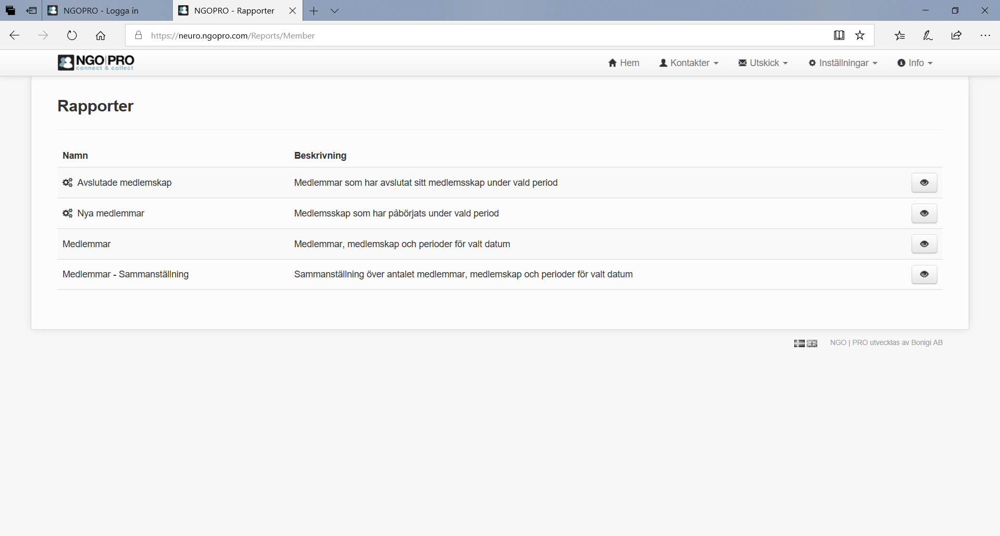 NGOPRO - Logga in
NGOPRO - Rapporter
https://neuro.ngopro.com/Reports/Member
NGO|PRO
connect & collect
Hem
Kontakter
Utskick
Inställningar
Info
Rapporter
Namn
Beskrivning
Avslutade medlemskap
Medlemmar som har avslutat sitt medlemsskap under vald period
Nya medlemmar
Medlemsskap som har påbörjats under vald period
Medlemmar
Medlemmar, medlemskap och perioder för valt datum
Medlemmar - Sammanställning
Sammanställning över antalet medlemmar, medlemskap och perioder för valt datum
NGO | PRO utvecklas av Bonigi AB